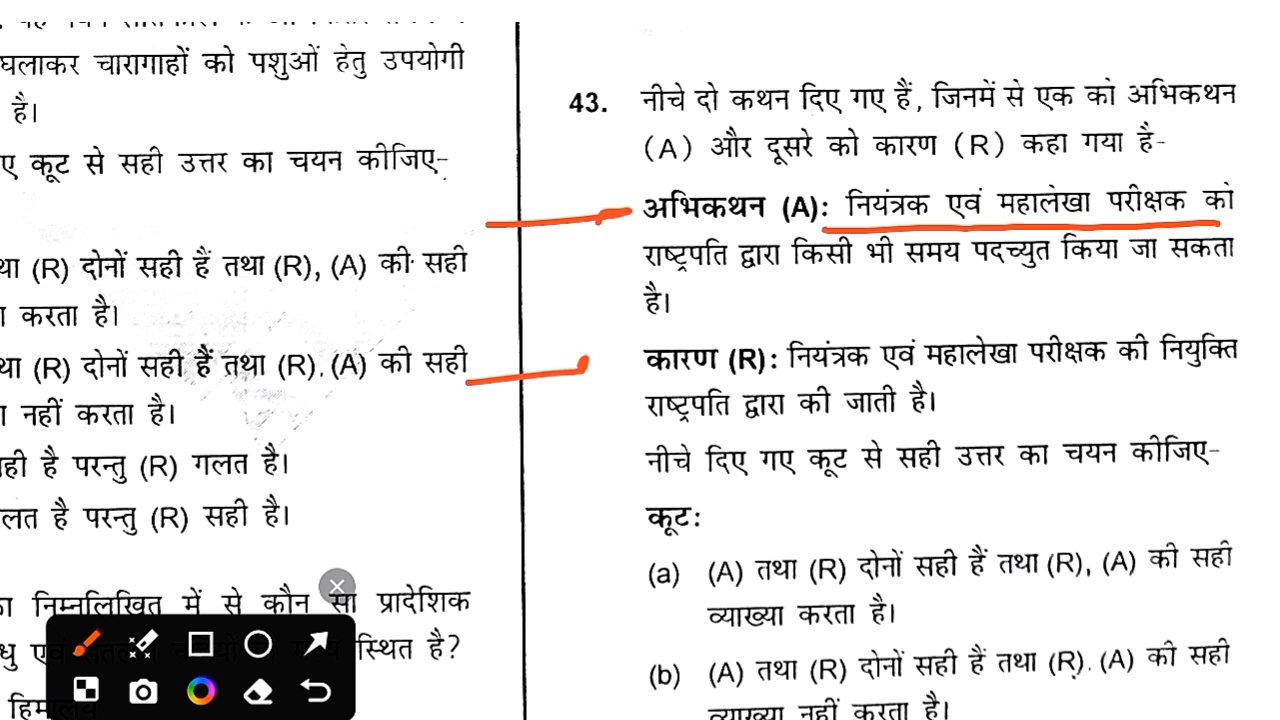 घलाकर चारागाहों को पशुओं हेतु उपयोगी
है।
ए कूट से सही उत्तर का चयन कीजिए-
था (R) दोनों सही हैं तथा (R), (A) की सही
ा करता है।
था (R) दोनों सही हैं तथा (R). (A) की सही
ा नहीं करता है।
ही है परन्तु (R) गलत है।
लत है परन्तु (R) सही है।
निम्नलिखित में से कौन सा प्रादेशिक
स्थित है?
43. नीचे दो कथन दिए गए हैं, जिनमें से एक को अभिकथन
(A) और दूसरे को कारण (R) कहा गया है-
अभिकथन (A): नियंत्रक एवं महालेखा परीक्षक को
राष्ट्रपति द्वारा किसी भी समय पदच्युत किया जा सकता
है।
कारण (R): नियंत्रक एवं महालेखा परीक्षक की नियुक्ति
राष्ट्रपति द्वारा की जाती है।
नीचे दिए गए कूट से सही उत्तर का चयन कीजिए-
कूट:
(a) (A) तथा (R) दोनों सही हैं तथा (R), (A) की सही
व्याख्या करता है।
(b) (A) तथा (R) दोनों सही हैं तथा (R). (A) की सही
व्याख्या नहीं करता है।